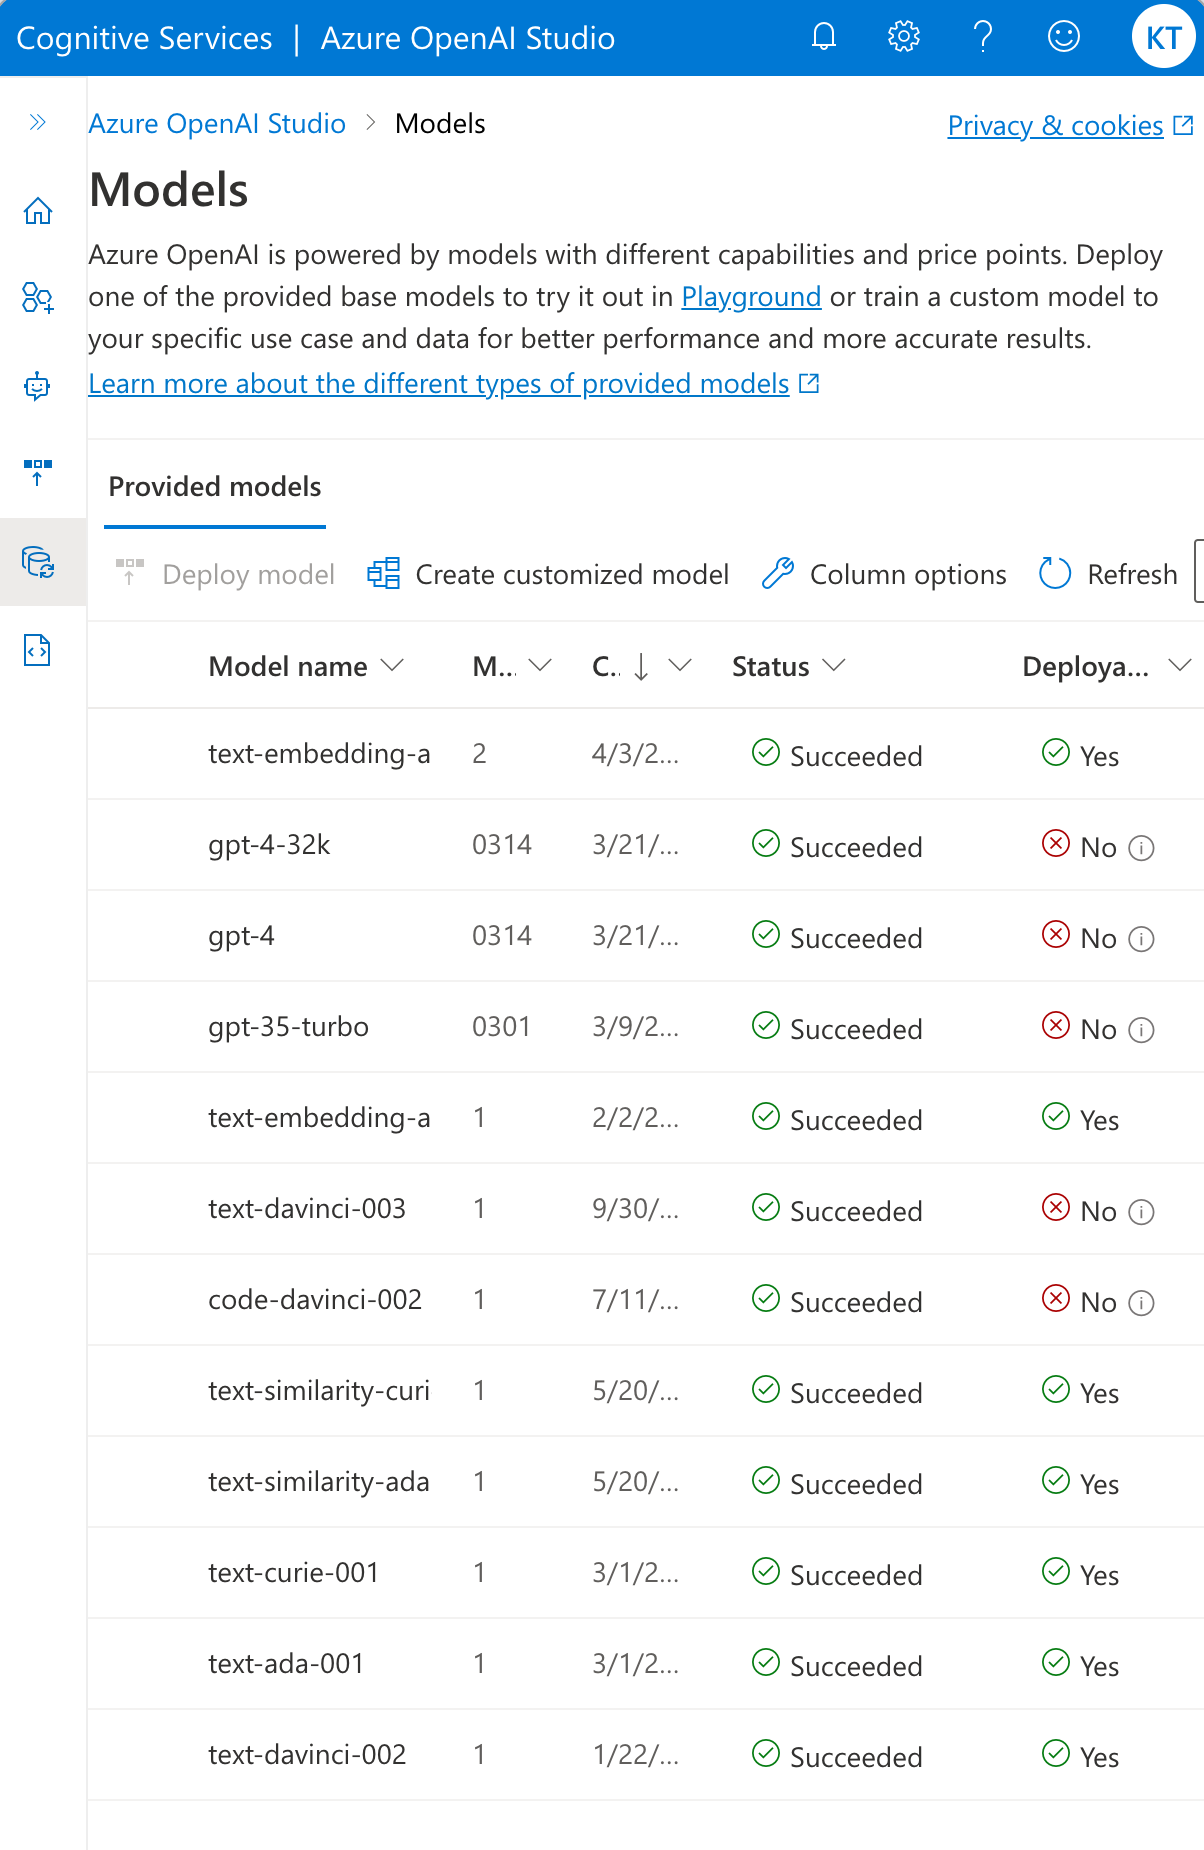 Cognitive Services | Azure OpenAI Studio
KT
Azure OpenAI Studio > Models
Privacy & cookies
Models
Azure OpenAI is powered by models with different capabilities and price points. Deploy
one of the provided base models to try it out in Playground or train a custom model to
your specific use case and data for better performance and more accurate results.
Learn more about the different types of provided models
Provided models
Deploy model Create customized model Column options Refresh
Model name M... C.. Status Deploya...
text-embedding-a 2 4/3/2... Succeeded Yes
gpt-4-32k 0314 3/21/... Succeeded No
gpt-4 0314 3/21/... Succeeded No
gpt-35-turbo 0301 3/9/2... Succeeded No
text-embedding-a 1 2/2/2... Succeeded Yes
text-davinci-003 1 9/30/... Succeeded No
code-davinci-002 1 7/11/... Succeeded No
text-similarity-curi 1 5/20/... Succeeded Yes
text-similarity-ada 1 5/20/... Succeeded Yes
text-curie-001 1 3/1/2... Succeeded Yes
text-ada-001 1 3/1/2... Succeeded Yes
text-davinci-002 1 1/22/... Succeeded Yes